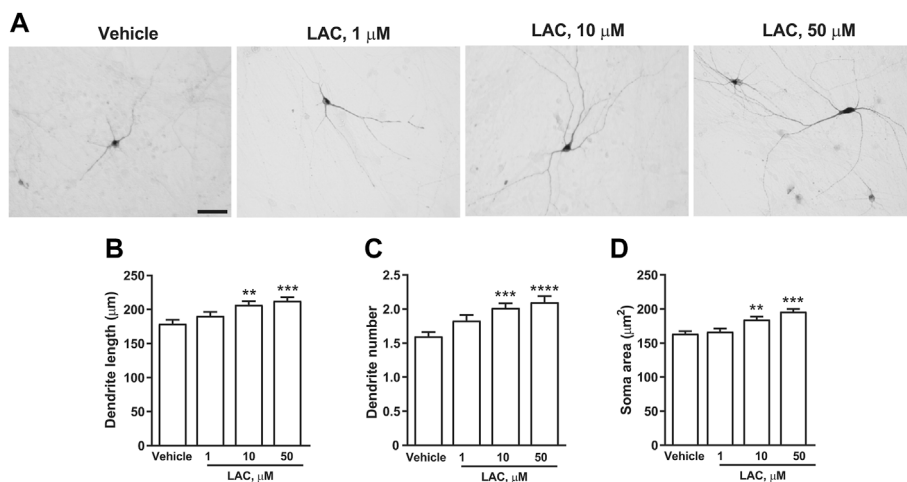 A
Vehicle
LAC, 1 μM
LAC, 10 μM
LAC, 50 μM
B
Dendrite length (μm)
250
200
150
100
50
0
**
***
Vehicle 1 10 50
LAC, μM
C
Dendrite number
2.5
2.0
1.5
1.0
0.5
0.0
***
****
Vehicle 1 10 50
LAC, μM
D
Soma area (μm²)
250
200
150
100
50
0
**
***
Vehicle 1 10 50
LAC, μM